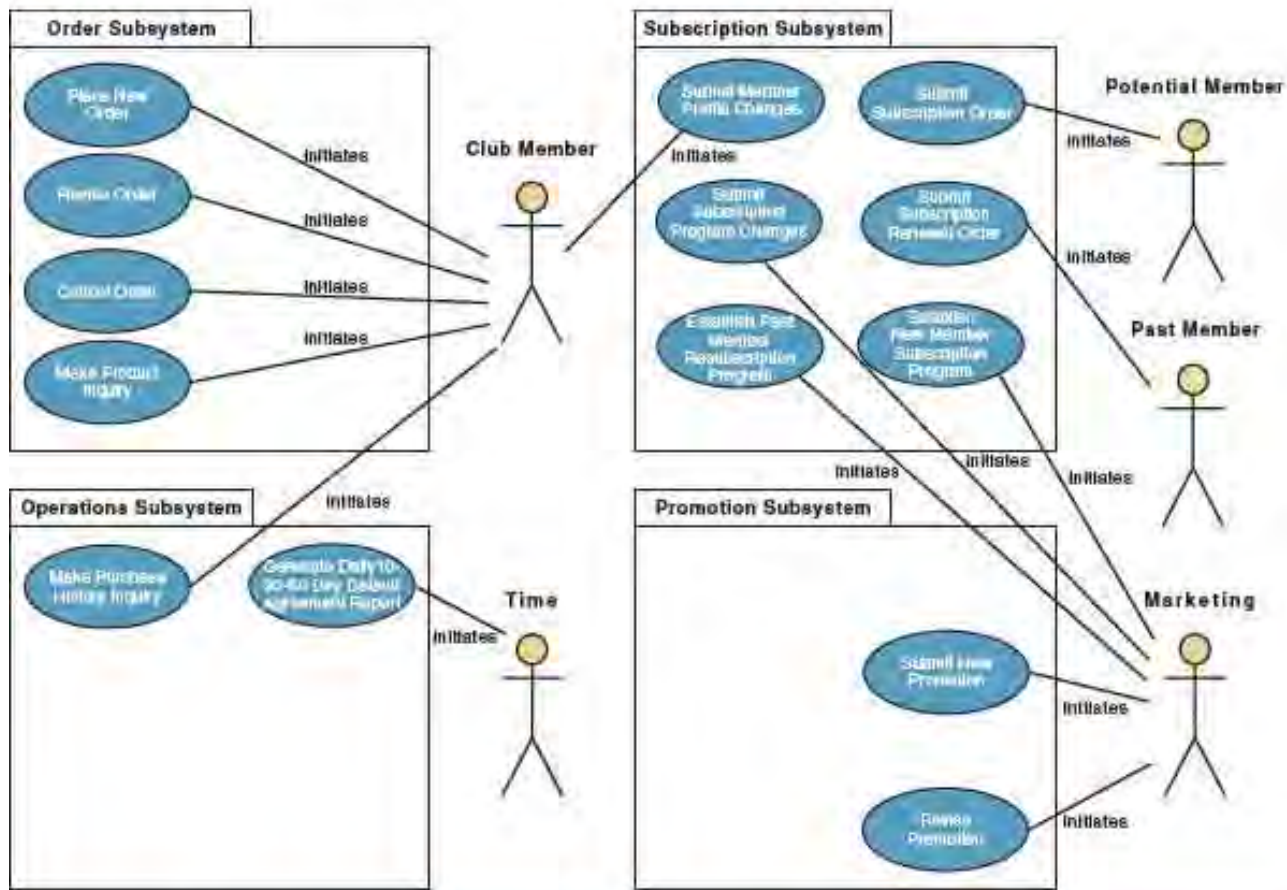 Order Subsystem
Place New
Order
initiates
Revise Order
initiates
Cancel Order
initiates
initiates
Make Product
Inquiry
Club Member
Subscription Subsystem
Submit Member
Profile Changes
initiates
Submit
Subscription Order
initiates
Potential Member
Submit
Subscription
Program Changes
Submit
Subscription
Renewal Order
initiates
Past Member
Establish Past
Member
Resubscription
Program
New Member
Subscription
Program
initiates
initiates
initiates
Operations Subsystem
initiates
Make Purchase
History Inquiry
Generate Daily 10-
30-60 Day Default
Agreement Report
initiates
Time
Promotion Subsystem
Marketing
Submit New
Promotion
initiates
Revise
Promotion
initiates